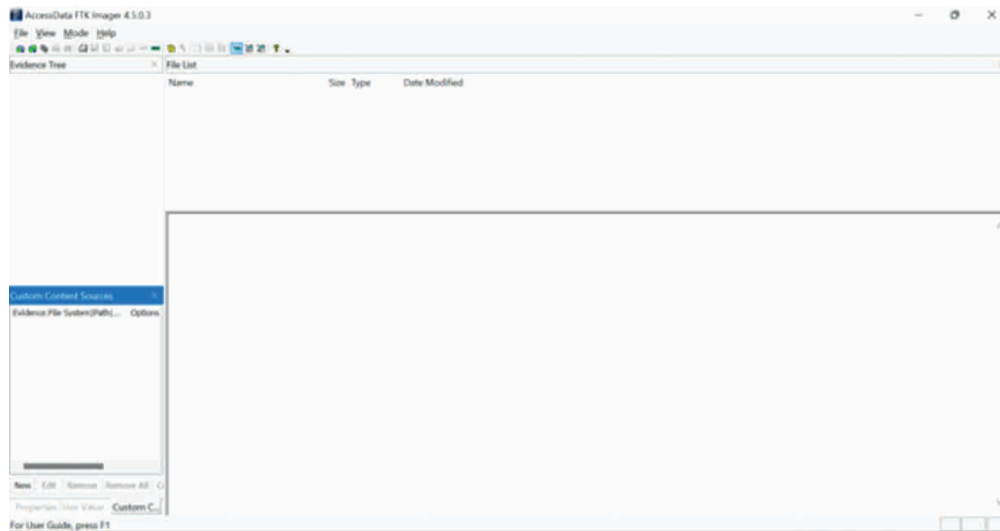 AccessData FTK Imager 4.5.0.3
File View Mode Help
Evidence Tree
File List
Name Size Type Date Modified
Custom Content Sources
Evidence:File System|Path|... Options
New Edit Remove Remove All
Properties Hex Value Custom C...
For User Guide, press F1